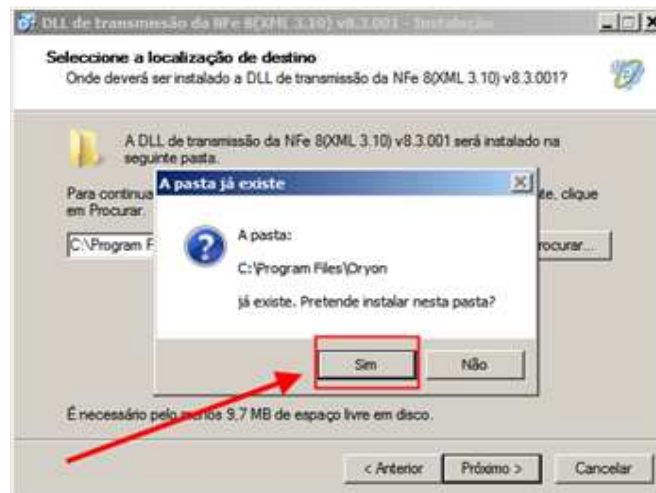 DLL de transmissão da NFe 8(XML 3.10) v8.3.001 - Instalação
Seleccione a localização de destino
Onde deverá ser instalado a DLL de transmissão da NFe 8(XML 3.10) v8.3.001?
A DLL de transmissão da NFe 8(XML 3.10) v8.3.001 será instalado na
seguinte pasta.
Para continua
te, clique
em Procurar.
C:\Program F
rocurar...
A pasta já existe
A pasta:
C:\Program Files\Oryon
já existe. Pretende instalar nesta pasta?
Sim Não
É necessário pelo menos 9,7 MB de espaço livre em disco.
< Anterior Próximo > Cancelar